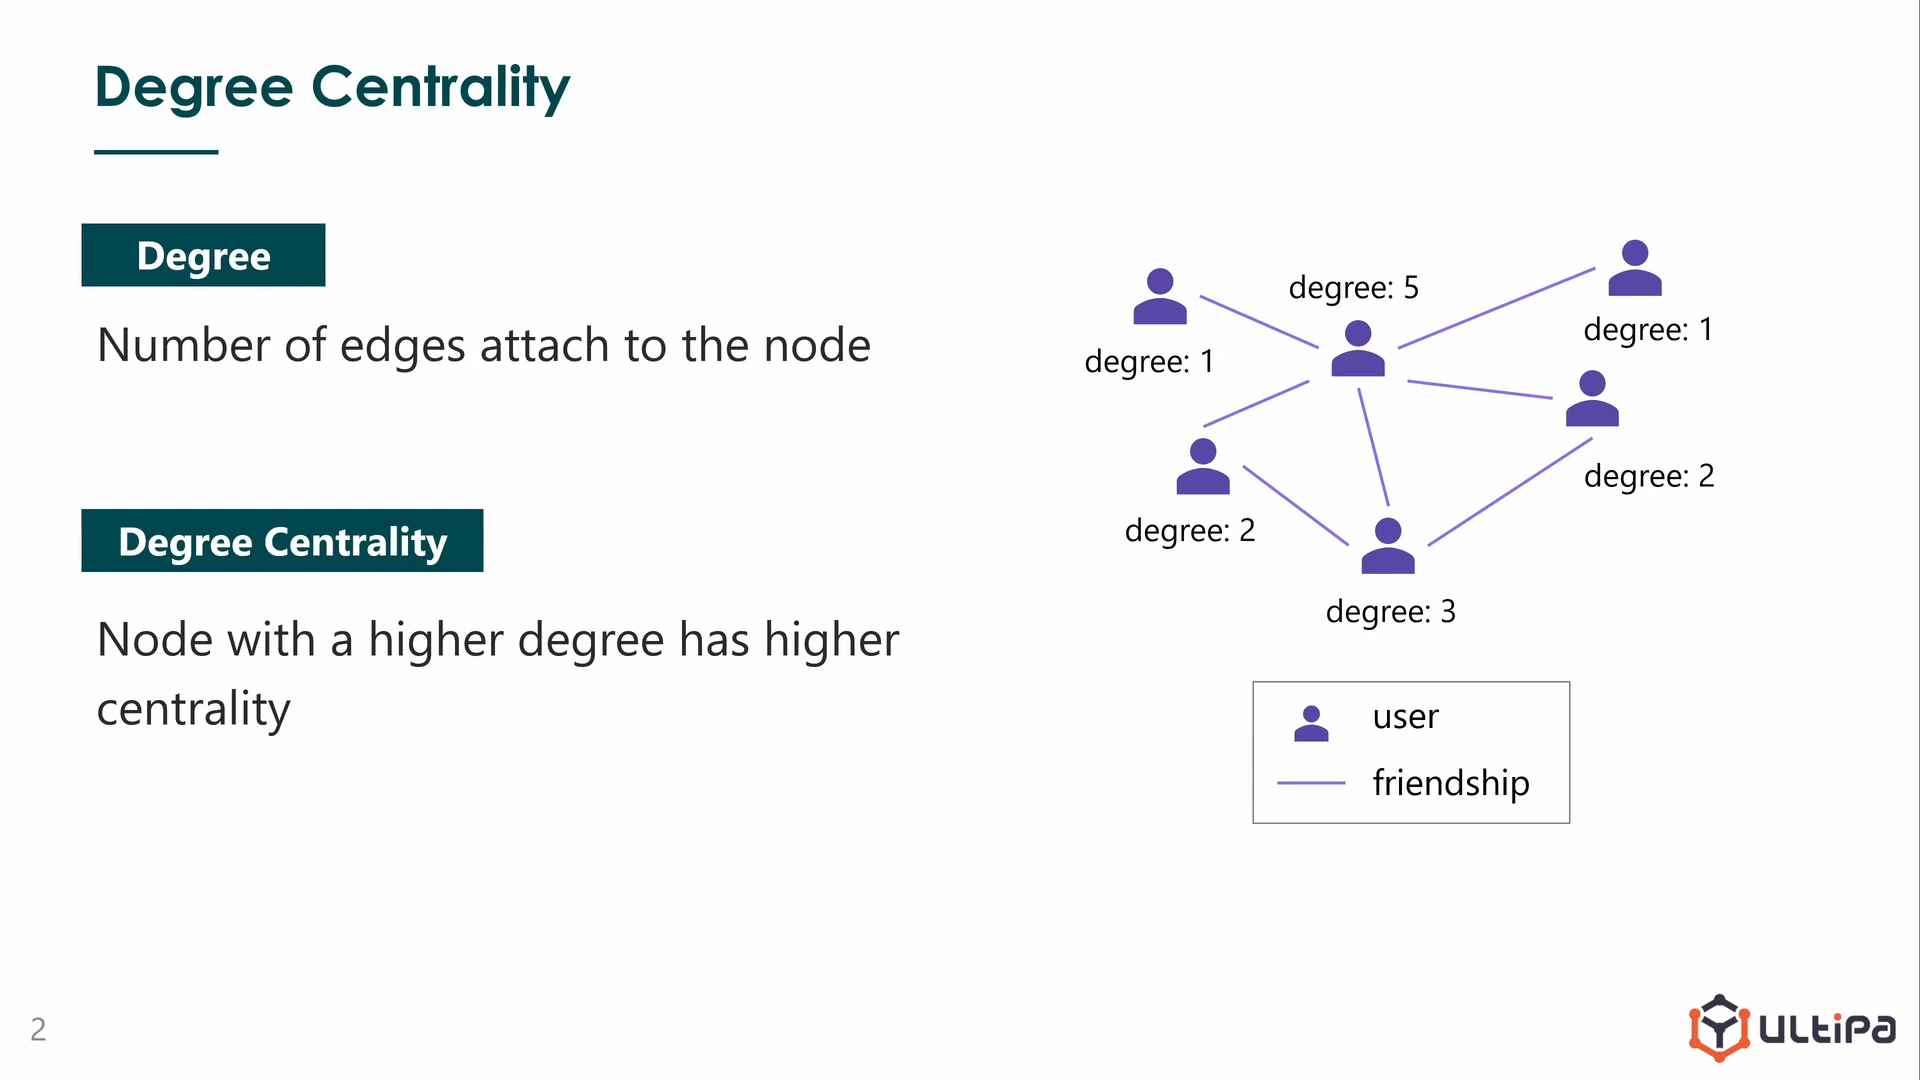 Degree Centrality
Degree
Number of edges attach to the node
Degree Centrality
Node with a higher degree has higher
centrality
degree: 5
degree: 1
degree: 1
degree: 2
degree: 2
degree: 3
user
friendship
2
ULtiPa